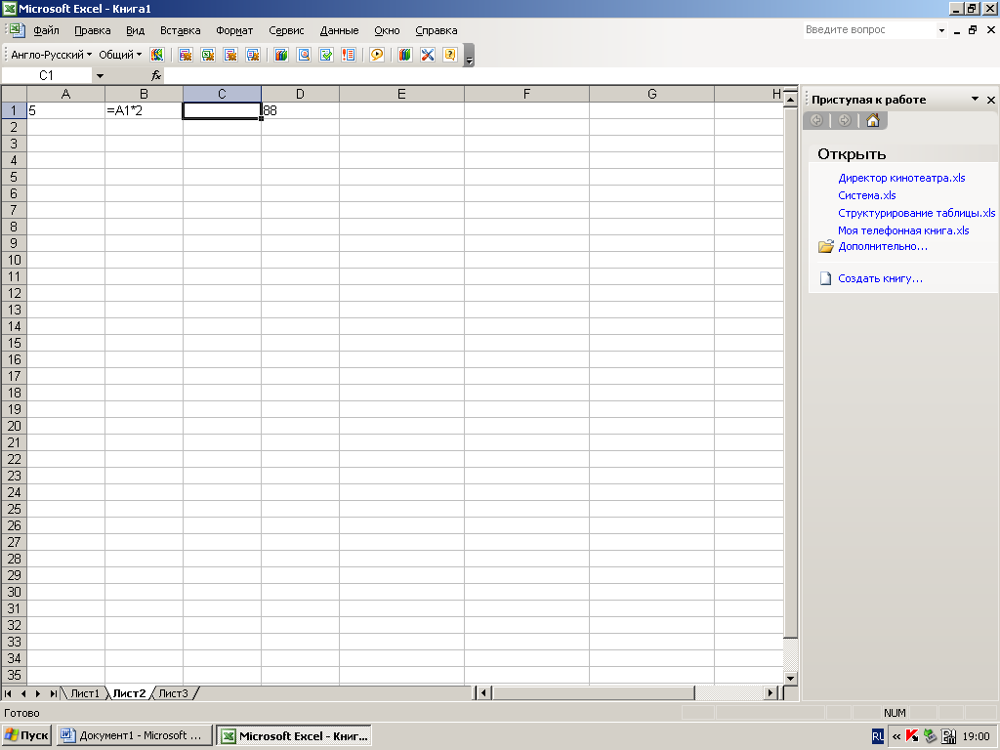 Microsoft Excel - Книга1
Файл Правка Вид Вставка Формат Сервис Данные Окно Справка Введите вопрос
Англо-Русский Общий
C1 fx
A B C D E F G H
1 5 =A1*2 88
2
3
4
5
6
7
8
9
10
11
12
13
14
15
16
17
18
19
20
21
22
23
24
25
26
27
28
29
30
31
32
33
34
35
Лист1 Лист2 Лист3
Приступая к работе
Открыть
Директор кинотеатра.xls
Система.xls
Структурирование таблицы.xls
Моя телефонная книга.xls
Дополнительно...
Создать книгу...
Готово NUM
Пуск Документ1 - Microsoft ... Microsoft Excel - Книг... RU « 19:00